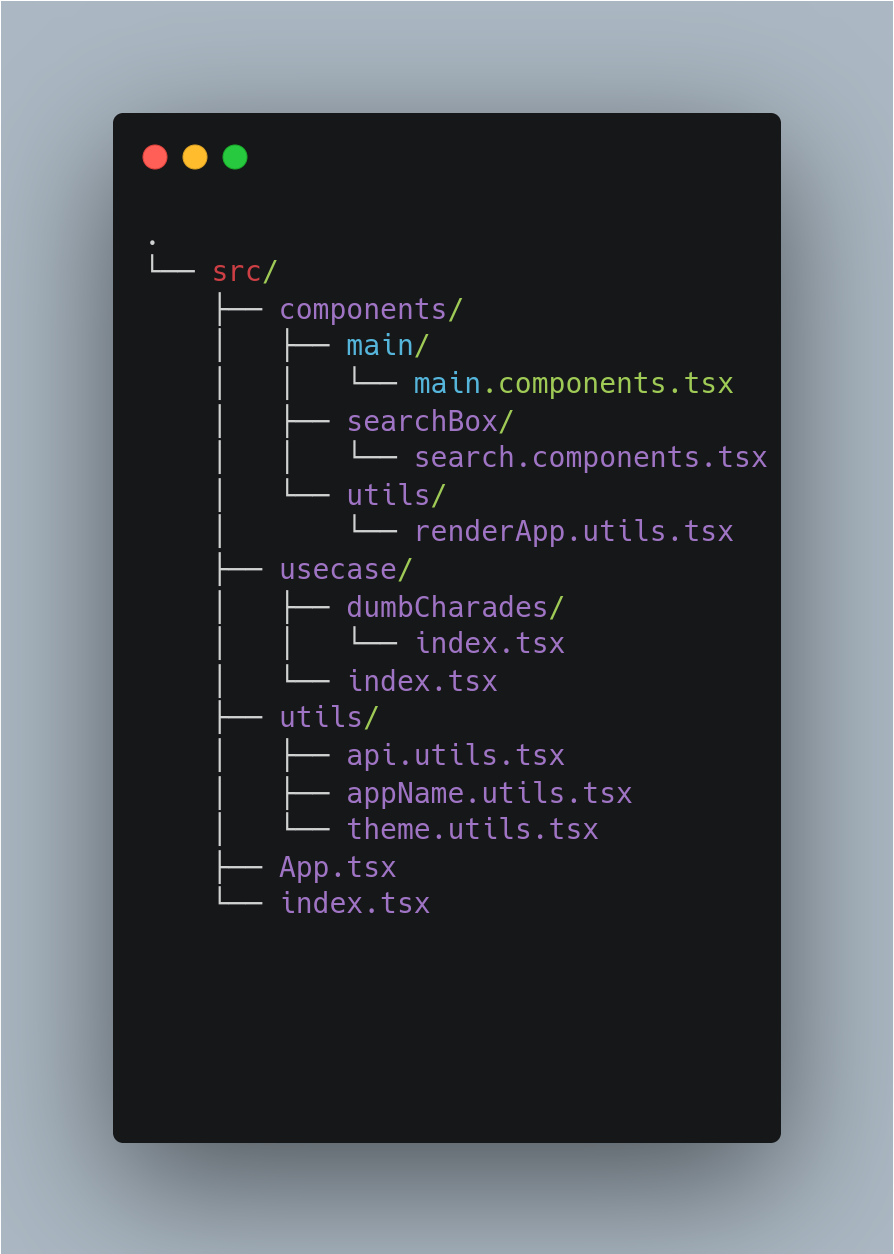 .
└── src/
    ├── components/
    │   ├── main/
    │   │   └── main.components.tsx
    │   ├── searchBox/
    │   │   └── search.components.tsx
    │   └── utils/
    │       └── renderApp.utils.tsx
    ├── usecase/
    │   ├── dumbCharades/
    │   │   └── index.tsx
    │   └── index.tsx
    ├── utils/
    │   ├── api.utils.tsx
    │   ├── appName.utils.tsx
    │   └── theme.utils.tsx
    ├── App.tsx
    └── index.tsx